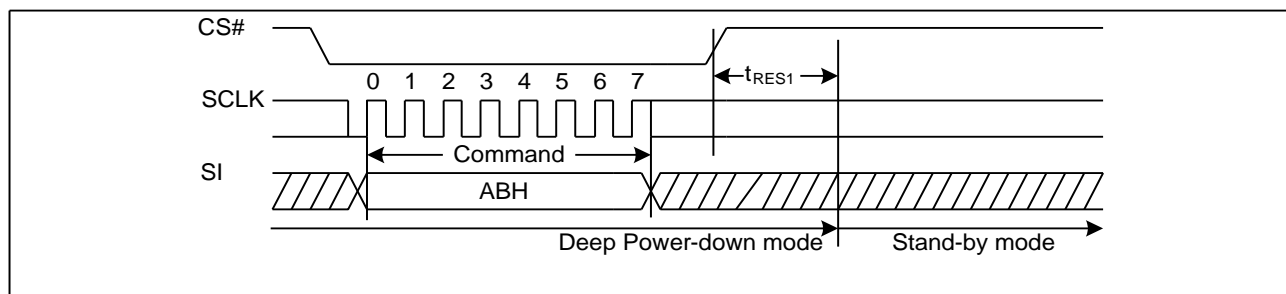 CS#
0 1 2 3 4 5 6 7
tRES1
SCLK
Command
SI
ABH
Deep Power-down mode
Stand-by mode